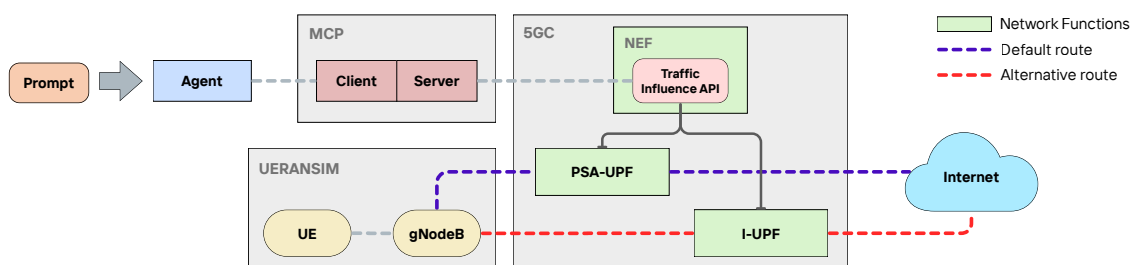 MCP
5GC
NEF
Network Functions
Default route
Alternative route
Prompt
Agent
Client
Server
Traffic
Influence API
UERANSIM
PSA-UPF
Internet
UE
gNodeB
I-UPF